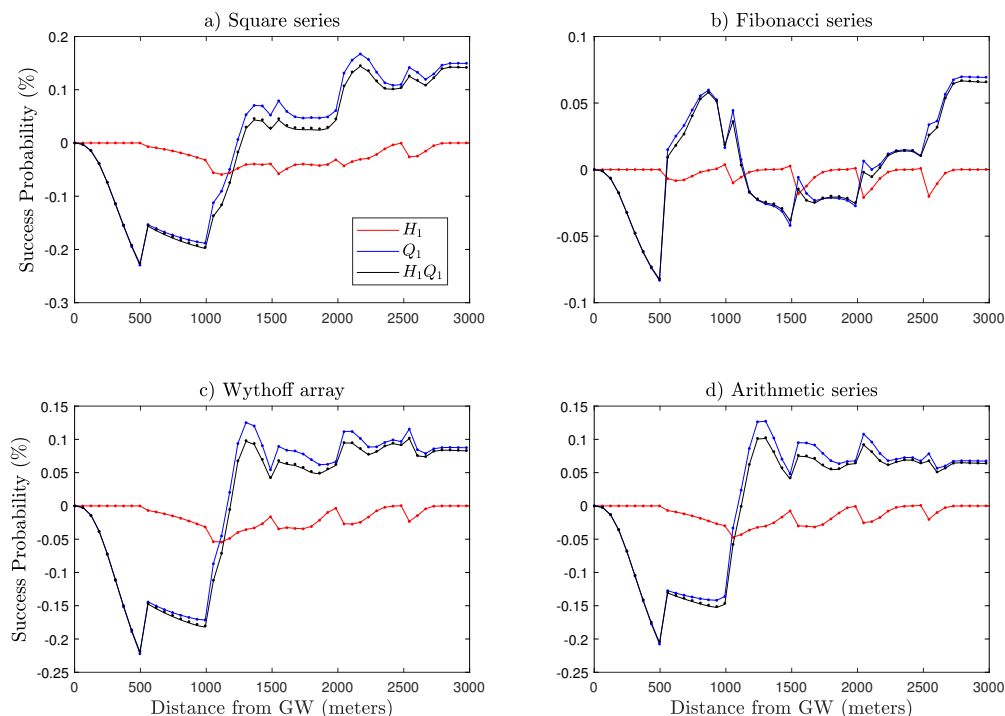 a) Square series
Success Probability (%)
0.2
0.1
0
-0.1
-0.2
-0.3
0 500 1000 1500 2000 2500 3000
H1
Q1
H1Q1
b) Fibonacci series
0.1
0.05
0
-0.05
-0.1
0 500 1000 1500 2000 2500 3000
c) Wythoff array
Success Probability (%)
0.15
0.1
0.05
0
-0.05
-0.1
-0.15
-0.2
-0.25
0 500 1000 1500 2000 2500 3000
Distance from GW (meters)
d) Arithmetic series
0.15
0.1
0.05
0
-0.05
-0.1
-0.15
-0.2
-0.25
0 500 1000 1500 2000 2500 3000
Distance from GW (meters)